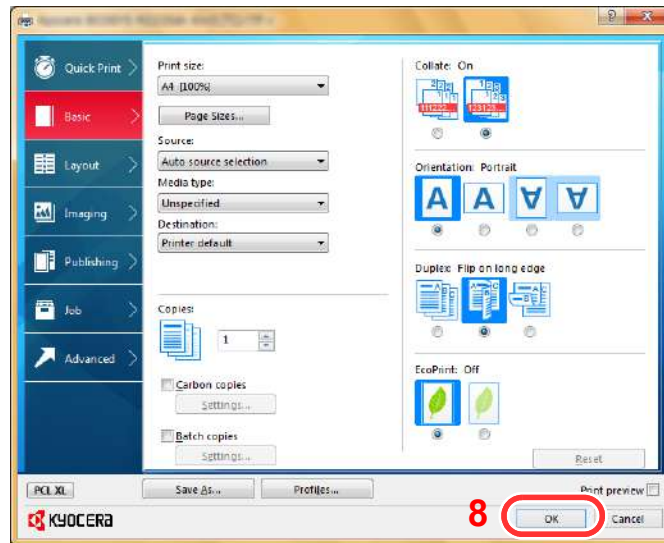 Quick Print
Basic
Layout
Imaging
Publishing
Job
Advanced
Print size:
A4 [100%]
Page Sizes...
Source:
Auto source selection
Media type:
Unspecified
Destination:
Printer default
Copies:
1
Carbon copies
Settings...
Batch copies
Settings...
Collate: On
111222
123123
Orientation: Portrait
A A A A
Duplex: Flip on long edge
EcoPrint: Off
Reset
PCL XL
Save As...
Profiles...
Print preview
KYOCERA
8
OK
Cancel